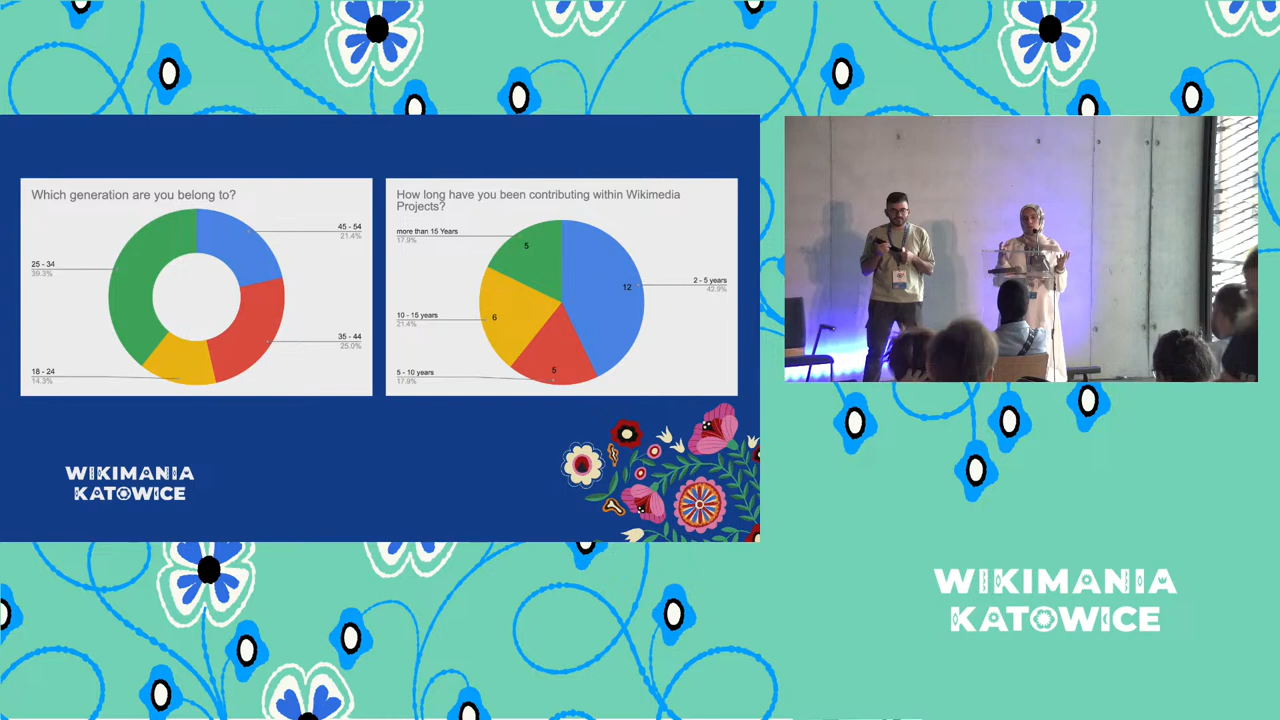 Which generation are you belong to?
45 - 54
21.4%
25 - 34
39.3%
35 - 44
25.0%
18 - 24
14.3%
How long have you been contributing within Wikimedia
Projects?
more than 15 Years
17.9%
5
12
2 - 5 years
42.9%
10 - 15 years
21.4%
6
5
5 - 10 years
17.9%
WIKIMANIA
KATOWICE
WIKIMANIA
KATOWICE